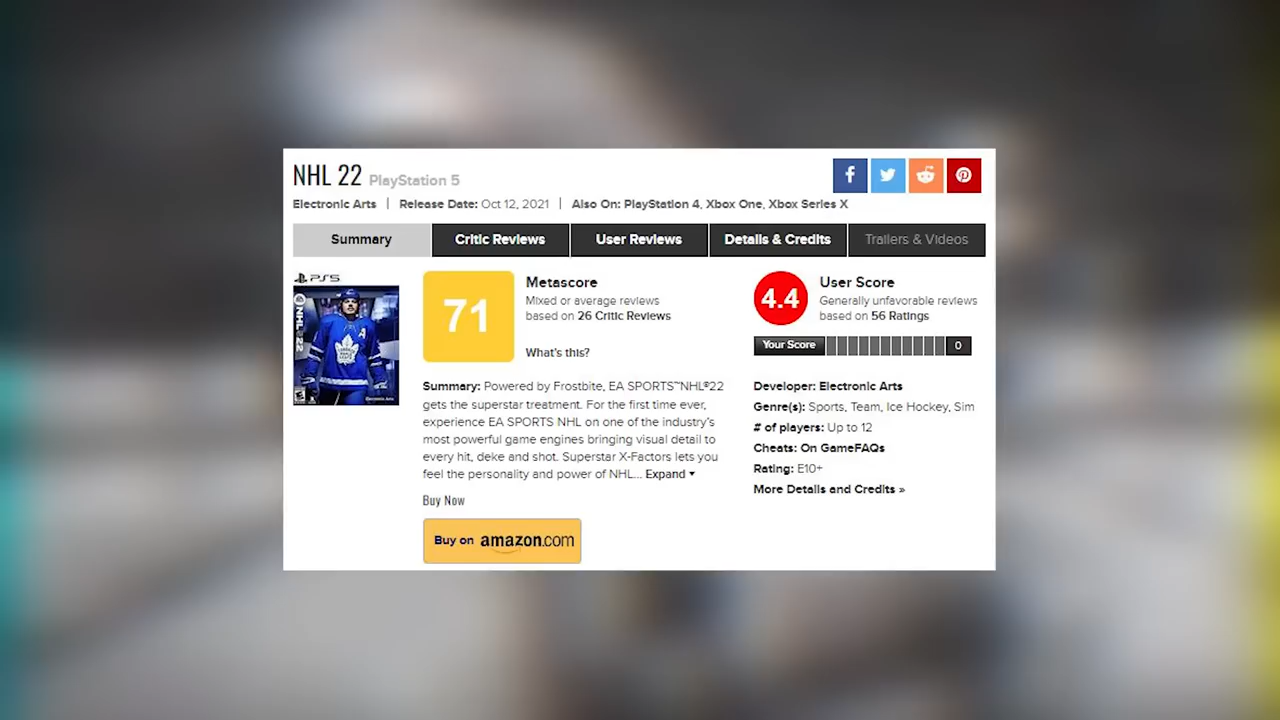 NHL 22 PlayStation 5
Electronic Arts | Release Date: Oct 12, 2021 | Also On: PlayStation 4, Xbox One, Xbox Series X
Summary Critic Reviews User Reviews Details & Credits Trailers & Videos
PS5
NHL 22
71
Metascore
Mixed or average reviews
based on 26 Critic Reviews
What's this?
4.4
User Score
Generally unfavorable reviews
based on 56 Ratings
Your Score 0
Summary: Powered by Frostbite, EA SPORTS™NHL®22
gets the superstar treatment. For the first time ever,
experience EA SPORTS NHL on one of the industry's
most powerful game engines bringing visual detail to
every hit, deke and shot. Superstar X-Factors lets you
feel the personality and power of NHL... Expand
Buy Now
Buy on amazon.com
Developer: Electronic Arts
Genre(s): Sports, Team, Ice Hockey, Sim
# of players: Up to 12
Cheats: On GameFAQs
Rating: E10+
More Details and Credits »